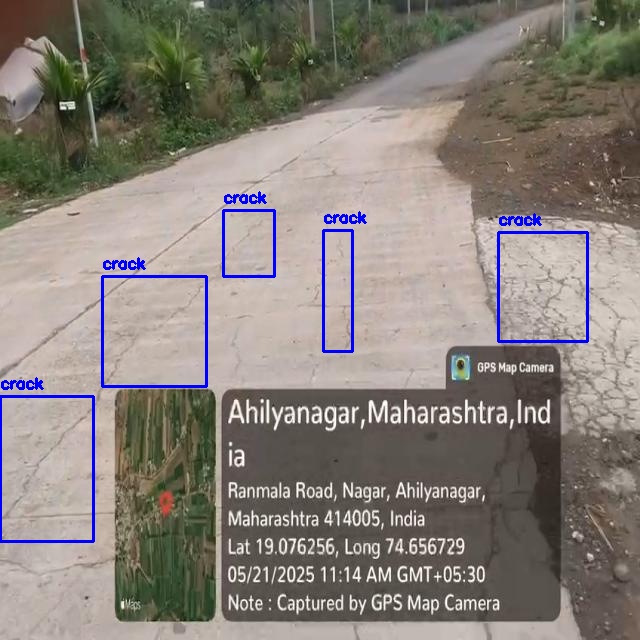 crack
crack
crack
crack
crack
GPS Map Camera
Ahilyanagar,Maharashtra,Ind
ia
Ranmala Road, Nagar, Ahilyanagar,
Maharashtra 414005, India
Lat 19.076256, Long 74.656729
05/21/2025 11:14 AM GMT+05:30
Note : Captured by GPS Map Camera
Maps